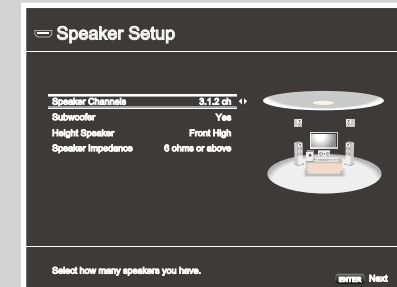 Speaker Setup
Speaker Channels 3.1.2 ch
Subwoofer Yes
Height Speaker Front High
Speaker Impedance 6 ohms or above
Select how many speakers you have.
ENTER Next